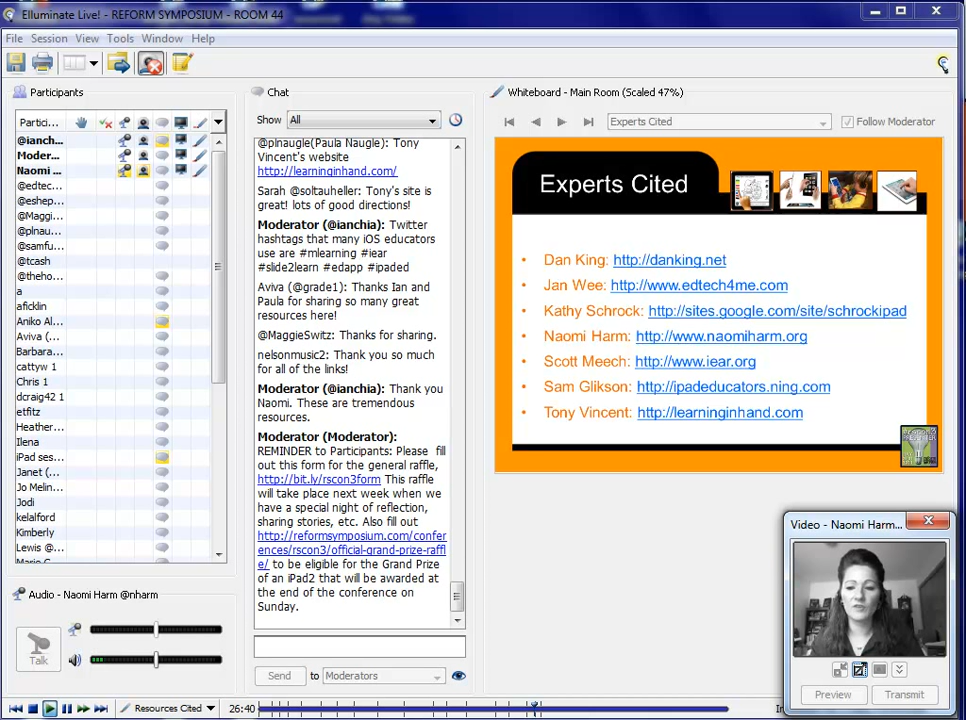 Elluminate Live! - REFORM SYMPOSIUM - ROOM 44
File Session View Tools Window Help
Participants
Partici...
@ianch...
Moder...
Naomi ...
@edtec...
@eshep...
@Maggi...
@plnau...
@samfu...
@tcash
@theho...
a
aficklin
Aniko Al...
Aviva (...
Barbara...
cattyw 1
Chris 1
dcraig42 1
etfitz
Heather...
Ilena
iPad ses...
Janet (...
Jo Melin...
Jodi
kelalford
Kimberly
Lewis @...
Audio - Naomi Harm @nharm
Talk
Chat
Show All
@plnaugle(Paula Naugle): Tony
Vincent's website
http://learninginhand.com/
Sarah @soltauheller: Tony's site is
great! lots of good directions!
Moderator (@ianchia): Twitter
hashtags that many iOS educators
use are #mlearning #iear
#slide2learn #edapp #ipaded
Aviva (@grade1): Thanks Ian and
Paula for sharing so many great
resources here!
@MaggieSwitz: Thanks for sharing.
nelsonmusic2: Thank you so much
for all of the links!
Moderator (@ianchia): Thank you
Naomi. These are tremendous
resources.
Moderator (Moderator):
REMINDER to Participants: Please fill
out this form for the general raffle,
http://bit.ly/rscon3form This raffle
will take place next week when we
have a special night of reflection,
sharing stories, etc. Also fill out
http://reformsymposium.com/confer
ences/rscon3/official-grand-prize-raffl
e/ to be eligible for the Grand Prize
of an iPad2 that will be awarded at
the end of the conference on
Sunday.
Send to Moderators
Whiteboard - Main Room (Scaled 47%)
Experts Cited
Follow Moderator
Experts Cited
• Dan King: http://danking.net
• Jan Wee: http://www.edtech4me.com
• Kathy Schrock: http://sites.google.com/site/schrockipad
• Naomi Harm: http://www.naomiharm.org
• Scott Meech: http://www.iear.org
• Sam Glikson: http://ipadeducators.ning.com
• Tony Vincent: http://learninginhand.com
Video - Naomi Harm...
Preview Transmit
Resources Cited 26:40